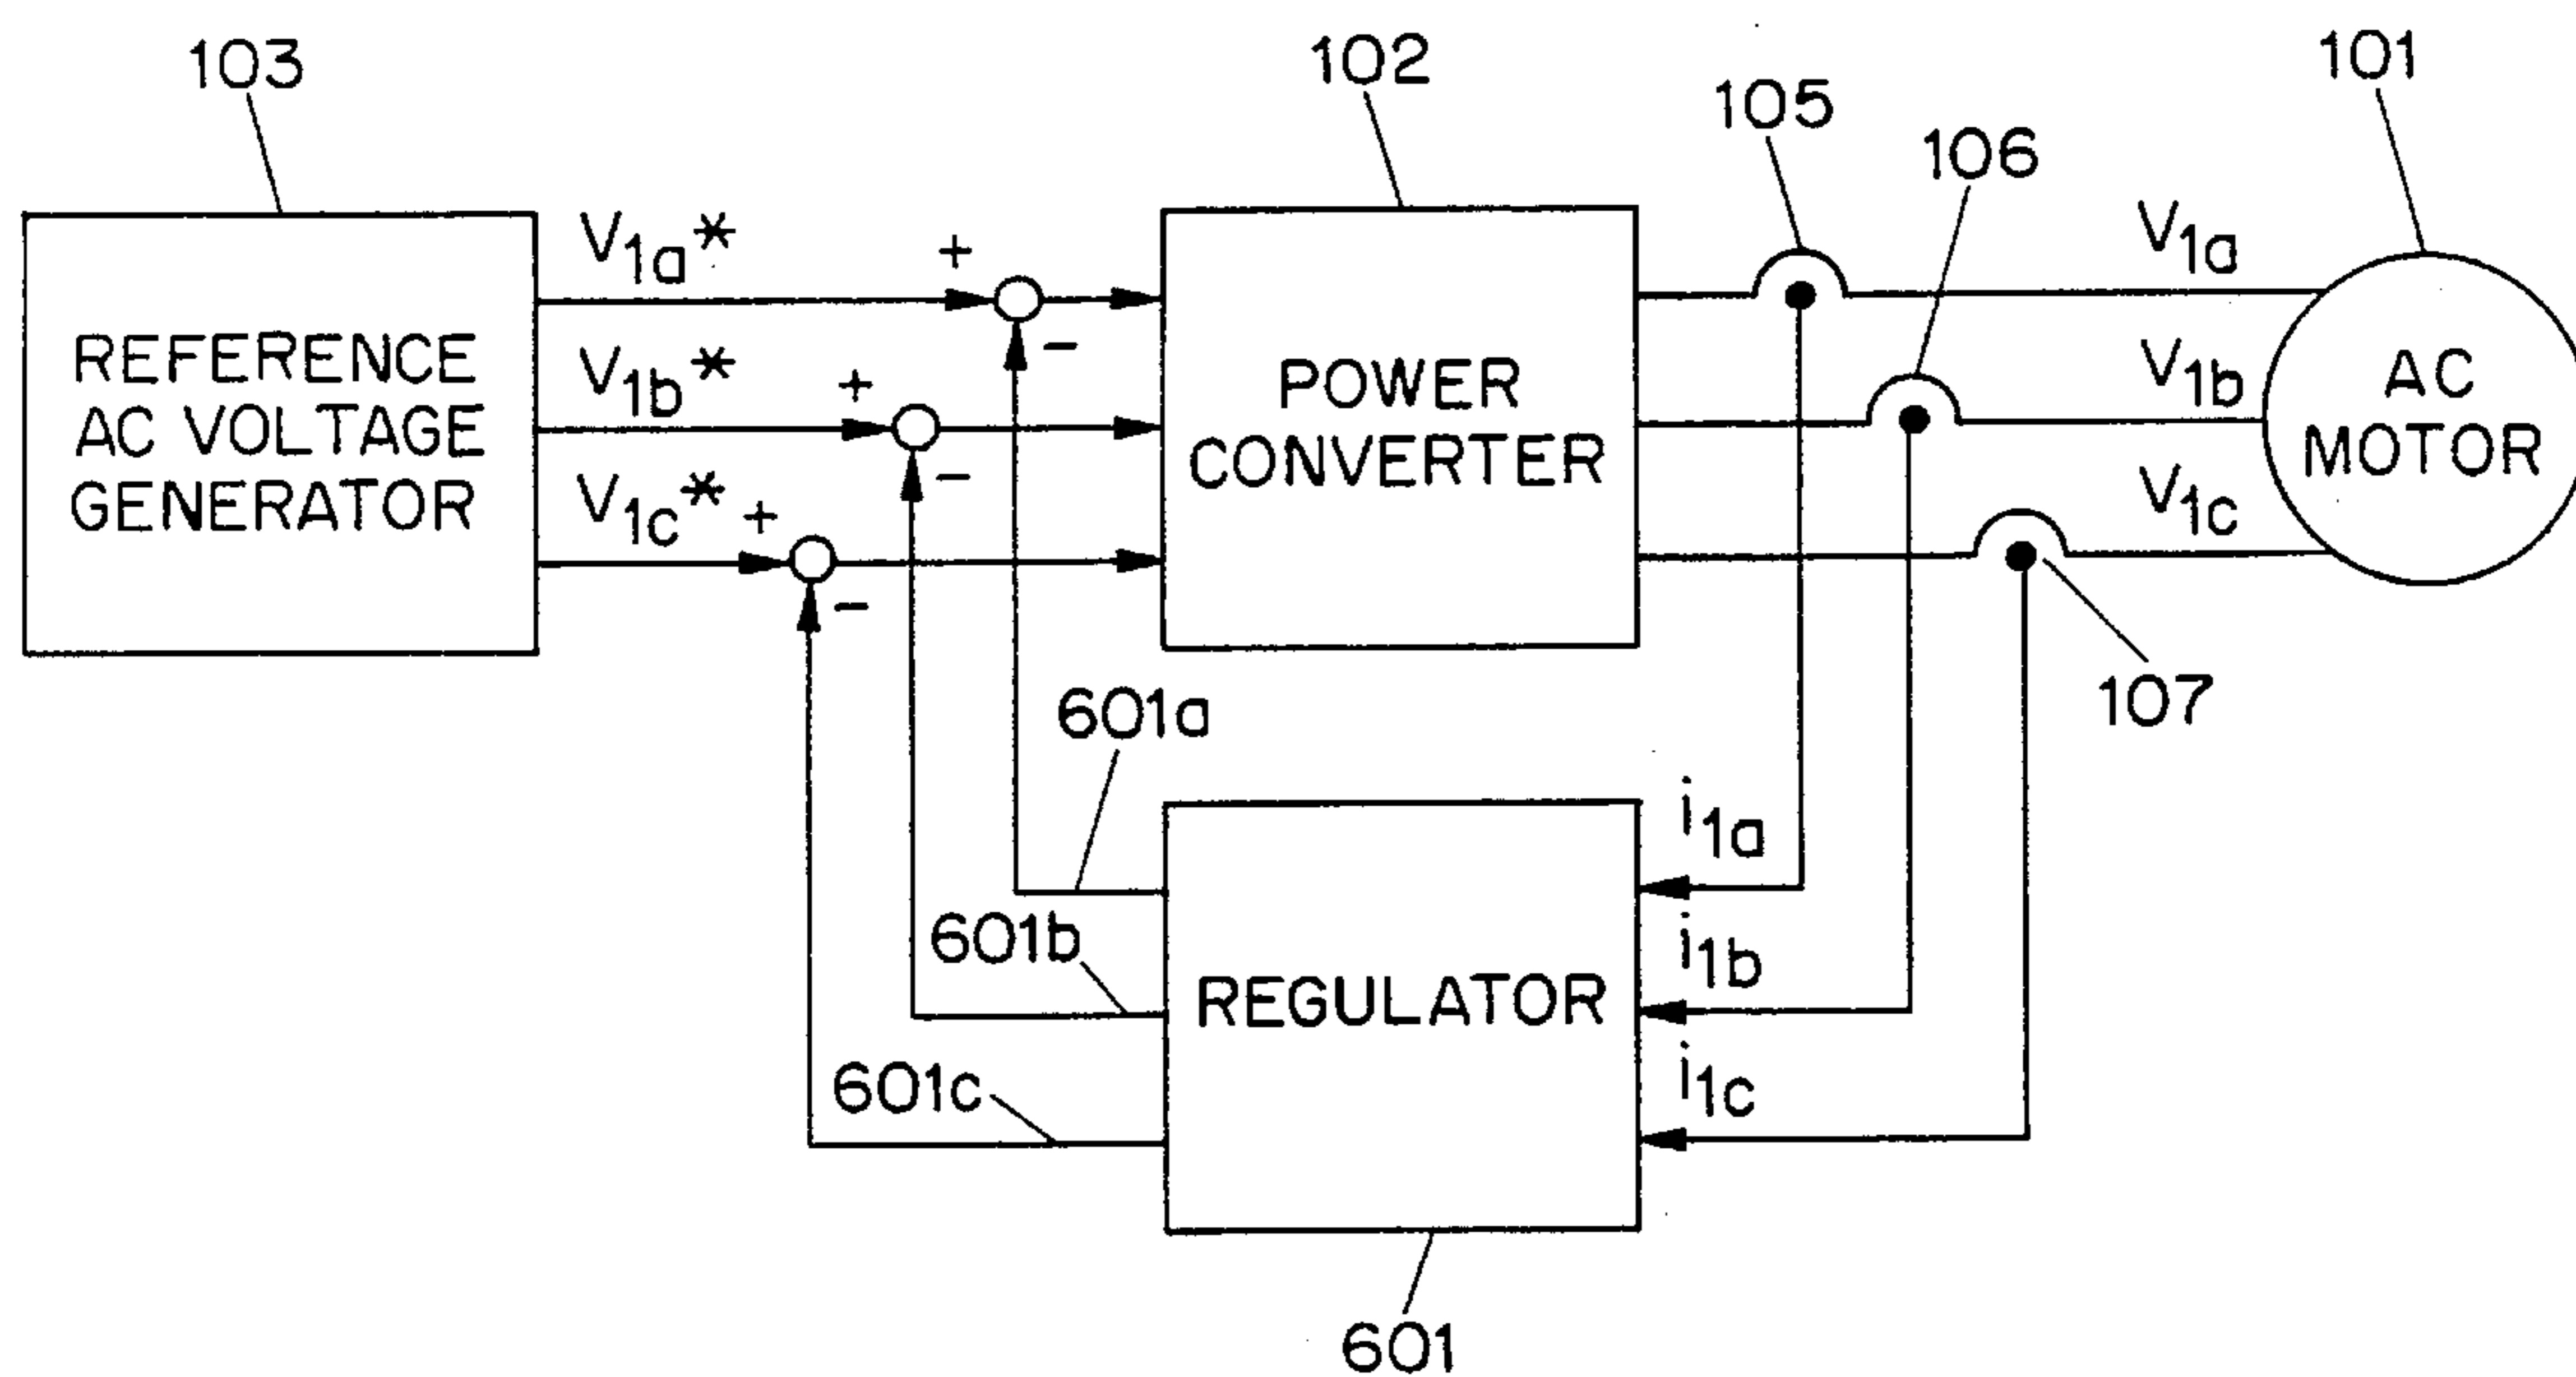 103
102
101
105
106
V1a*
V1a
REFERENCE
AC VOLTAGE
GENERATOR
V1b*
V1b
V1c*
V1c
+
-
+
-
+
-
POWER
CONVERTER
AC
MOTOR
107
601a
601b
601c
i1a
i1b
i1c
REGULATOR
601